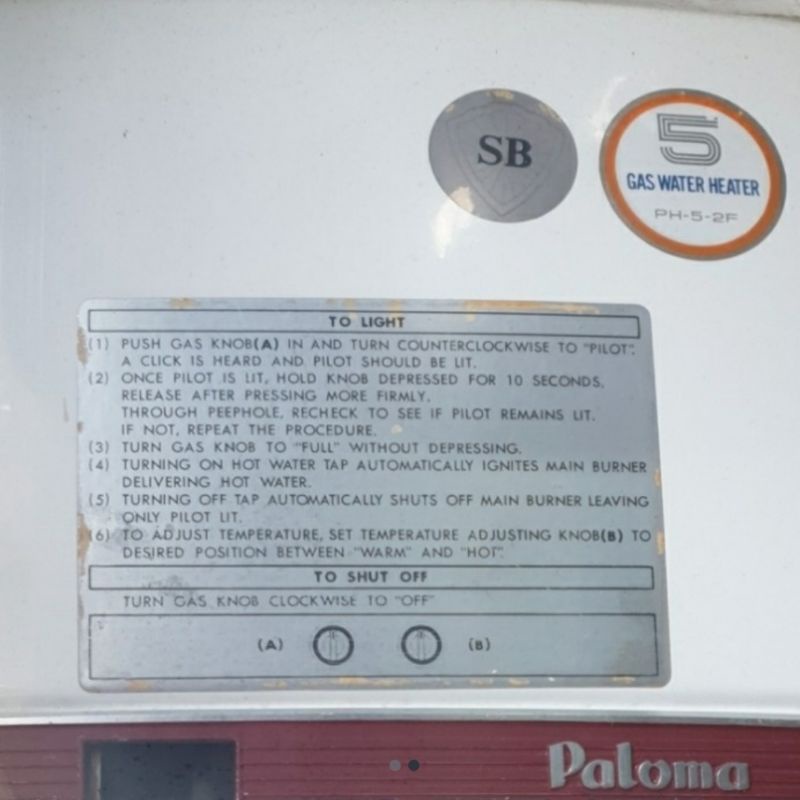 SB
5
GAS WATER HEATER
PH-5-2F
TO LIGHT
(1) PUSH GAS KNOB(A) IN AND TURN COUNTERCLOCKWISE TO "PILOT".
A CLICK IS HEARD AND PILOT SHOULD BE LIT.
(2) ONCE PILOT IS LIT, HOLD KNOB DEPRESSED FOR 10 SECONDS.
RELEASE AFTER PRESSING MORE FIRMLY.
THROUGH PEEPHOLE, RECHECK TO SEE IF PILOT REMAINS LIT.
IF NOT, REPEAT THE PROCEDURE.
(3) TURN GAS KNOB TO "FULL" WITHOUT DEPRESSING.
(4) TURNING ON HOT WATER TAP AUTOMATICALLY IGNITES MAIN BURNER
DELIVERING HOT WATER.
(5) TURNING OFF TAP AUTOMATICALLY SHUTS OFF MAIN BURNER LEAVING
ONLY PILOT LIT.
(6) TO ADJUST TEMPERATURE, SET TEMPERATURE ADJUSTING KNOB(B) TO
DESIRED POSITION BETWEEN "WARM" AND "HOT".
TO SHUT OFF
TURN GAS KNOB CLOCKWISE TO "OFF"
(A) (B)
Paloma